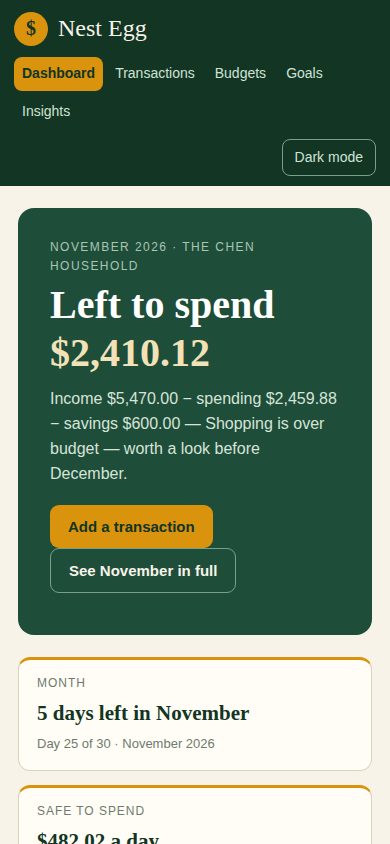 $ Nest Egg
Dashboard Transactions Budgets Goals
Insights
Dark mode
NOVEMBER 2026 · THE CHEN
HOUSEHOLD
Left to spend
$2,410.12
Income $5,470.00 − spending $2,459.88
− savings $600.00 — Shopping is over
budget — worth a look before
December.
Add a transaction
See November in full
MONTH
5 days left in November
Day 25 of 30 · November 2026
SAFE TO SPEND
$482.02 a day